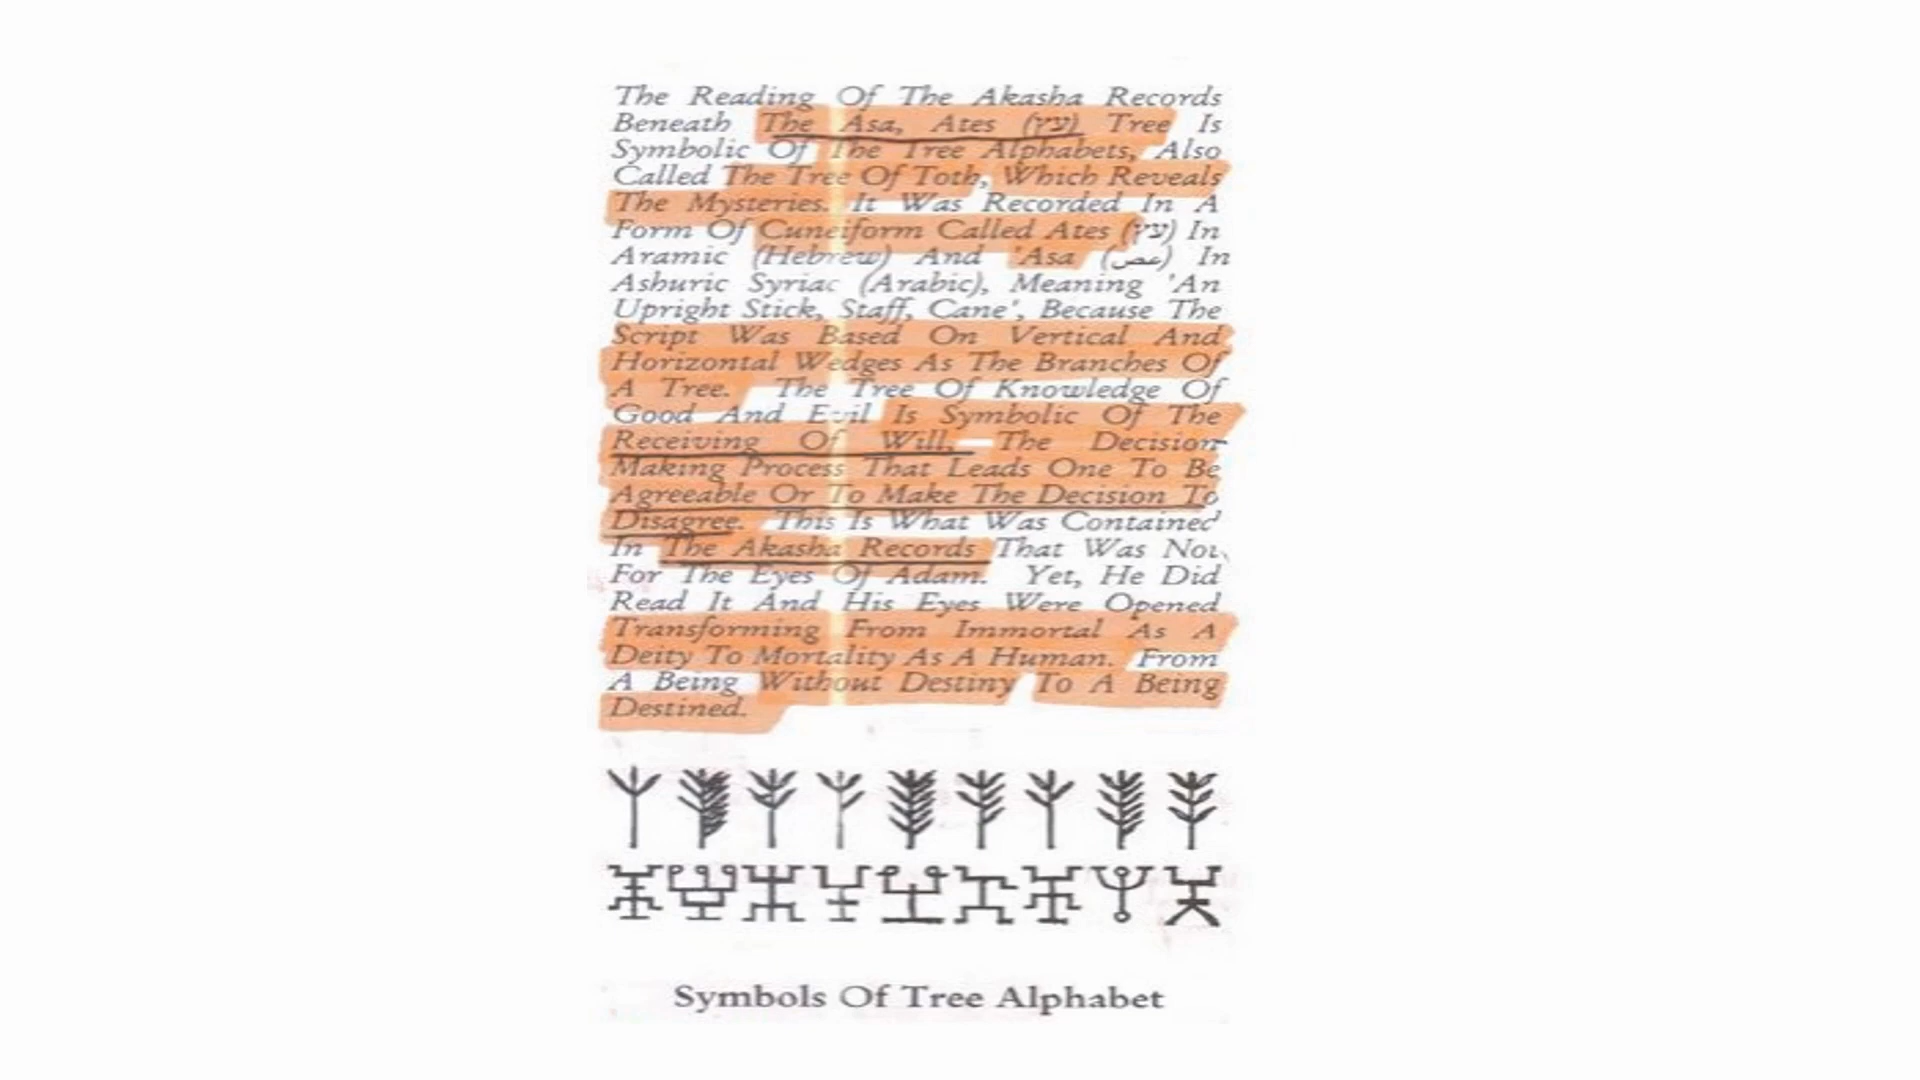 The Reading Of The Akasha Records
Beneath The Asa, Ates (עץ) Tree Is
Symbolic Of The Tree Alphabets, Also
Called The Tree Of Toth, Which Reveals
The Mysteries. It Was Recorded In A
Form Of Cuneiform Called Ates (עץ) In
Aramic (Hebrew) And 'Asa (عص) In
Ashuric Syriac (Arabic), Meaning 'An
Upright Stick, Staff, Cane', Because The
Script Was Based On Vertical And
Horizontal Wedges As The Branches Of
A Tree. The Tree Of Knowledge Of
Good And Evil Is Symbolic Of The
Receiving Of Will, The Decision
Making Process That Leads One To Be
Agreeable Or To Make The Decision To
Disagree. This Is What Was Contained
In The Akasha Records That Was Not
For The Eyes Of Adam. Yet, He Did
Read It And His Eyes Were Opened
Transforming From Immortal As A
Deity To Mortality As A Human. From
A Being Without Destiny To A Being
Destined.
Symbols Of Tree Alphabet